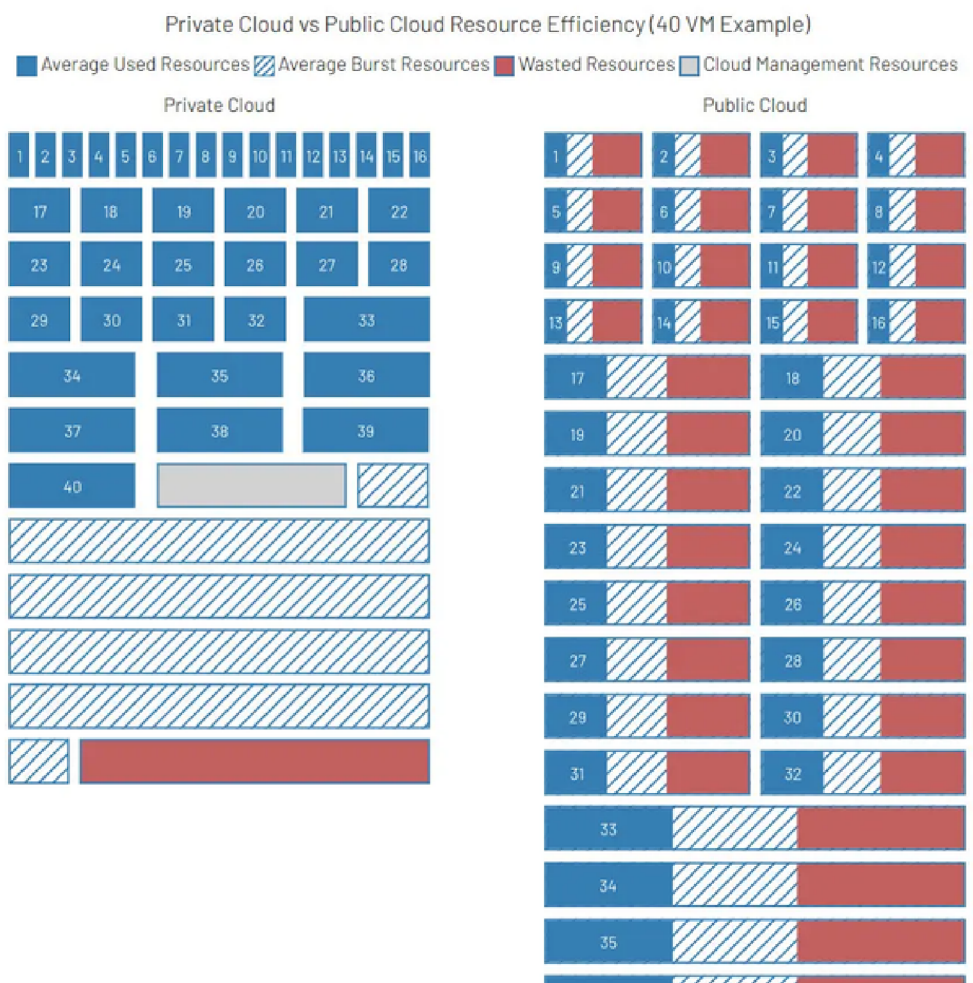 Private Cloud vs Public Cloud Resource Efficiency (40 VM Example)
Average Used Resources Average Burst Resources Wasted Resources Cloud Management Resources
Private Cloud
1 2 3 4 5 6 7 8 9 10 11 12 13 14 15 16
17 18 19 20 21 22
23 24 25 26 27 28
29 30 31 32 33
34 35 36
37 38 39
40
Public Cloud
1 2 3 4
5 6 7 8
9 10 11 12
13 14 15 16
17 18
19 20
21 22
23 24
25 26
27 28
29 30
31 32
33
34
35